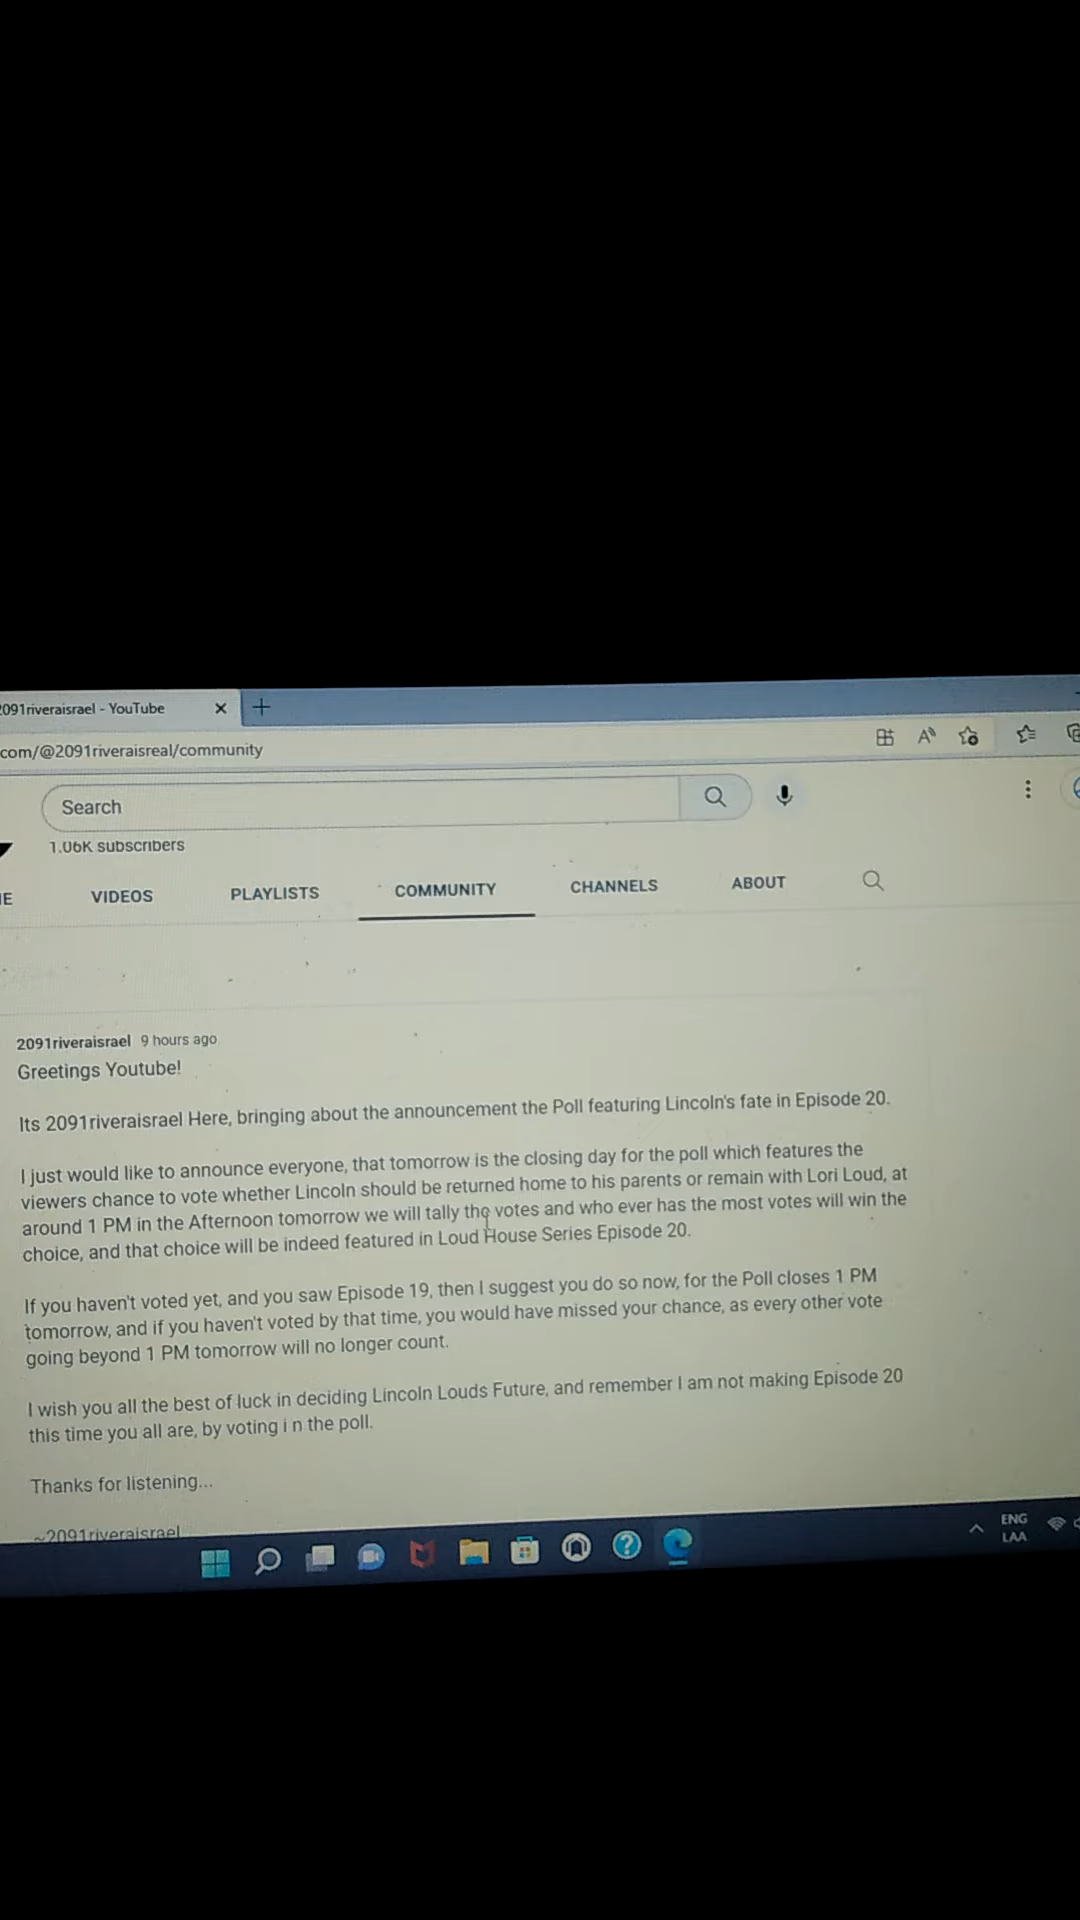 2091riveraisrael - YouTube
com/@2091riveraisreal/community
Search
1.06K subscribers
VIDEOS PLAYLISTS COMMUNITY CHANNELS ABOUT
2091riveraisrael 9 hours ago
Greetings Youtube!
Its 2091riveraisrael Here, bringing about the announcement the Poll featuring Lincoln's fate in Episode 20.
I just would like to announce everyone, that tomorrow is the closing day for the poll which features the
viewers chance to vote whether Lincoln should be returned home to his parents or remain with Lori Loud, at
around 1 PM in the Afternoon tomorrow we will tally the votes and who ever has the most votes will win the
choice, and that choice will be indeed featured in Loud House Series Episode 20.
If you haven't voted yet, and you saw Episode 19, then I suggest you do so now, for the Poll closes 1 PM
tomorrow, and if you haven't voted by that time, you would have missed your chance, as every other vote
going beyond 1 PM tomorrow will no longer count.
I wish you all the best of luck in deciding Lincoln Louds Future, and remember I am not making Episode 20
this time you all are, by voting i n the poll.
Thanks for listening...
~2091riveraisrael
ENG
LAA